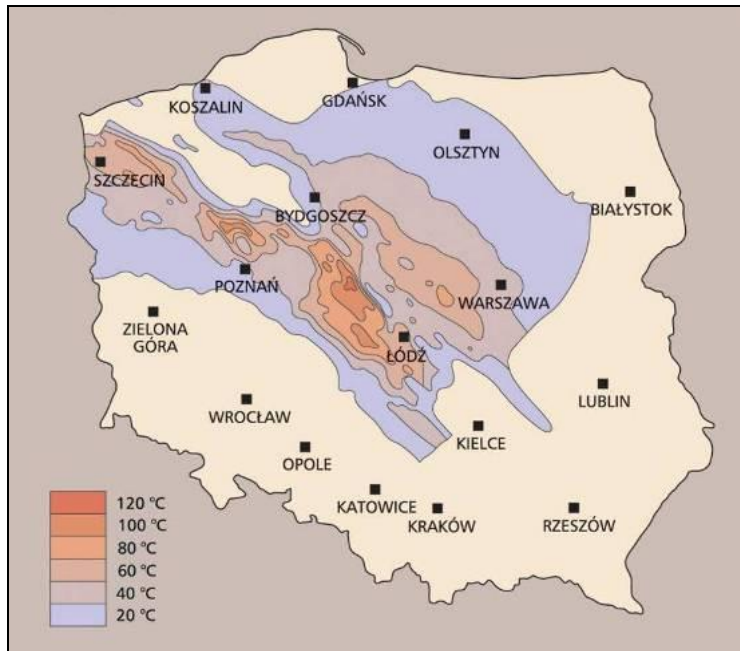 KOSZALIN
GDAŃSK
OLSZTYN
SZCZĘCIN
BYDGOSZCZ
BIAŁYSTOK
POZNAŃ
WARSZAWA
ZIELONA
GÓRA
ŁÓDŹ
LUBLIN
WROCŁAW
KIELCE
OPOLE
KATOWICE
KRAKÓW
RZESZÓW
120 °C
100 °C
80 °C
60 °C
40 °C
20 °C